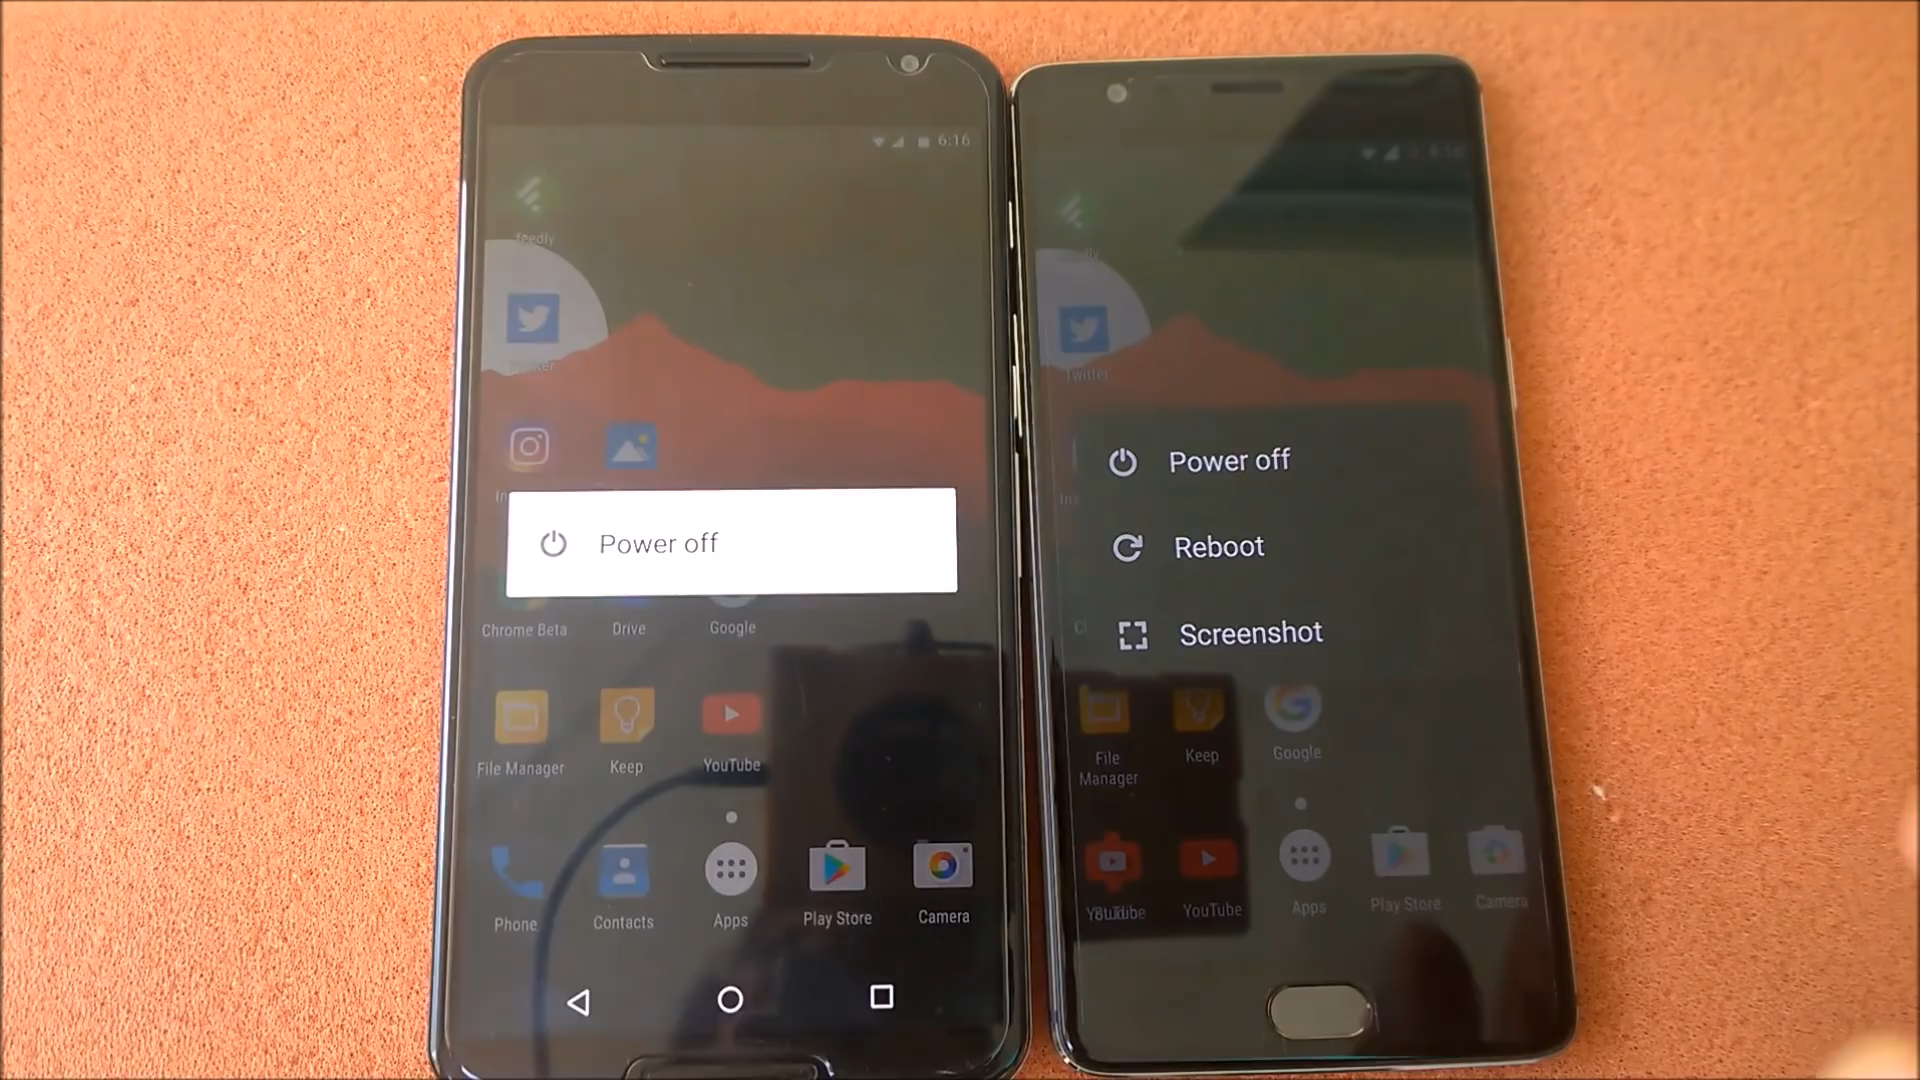 6:16
feedly
Power off
Chrome Beta
Drive
Google
File Manager
Keep
YouTube
Phone
Contacts
Apps
Play Store
Camera
Twitter
Power off
Reboot
Screenshot
File
Manager
Keep
Google
YouTube
Apps
Play Store
Camera